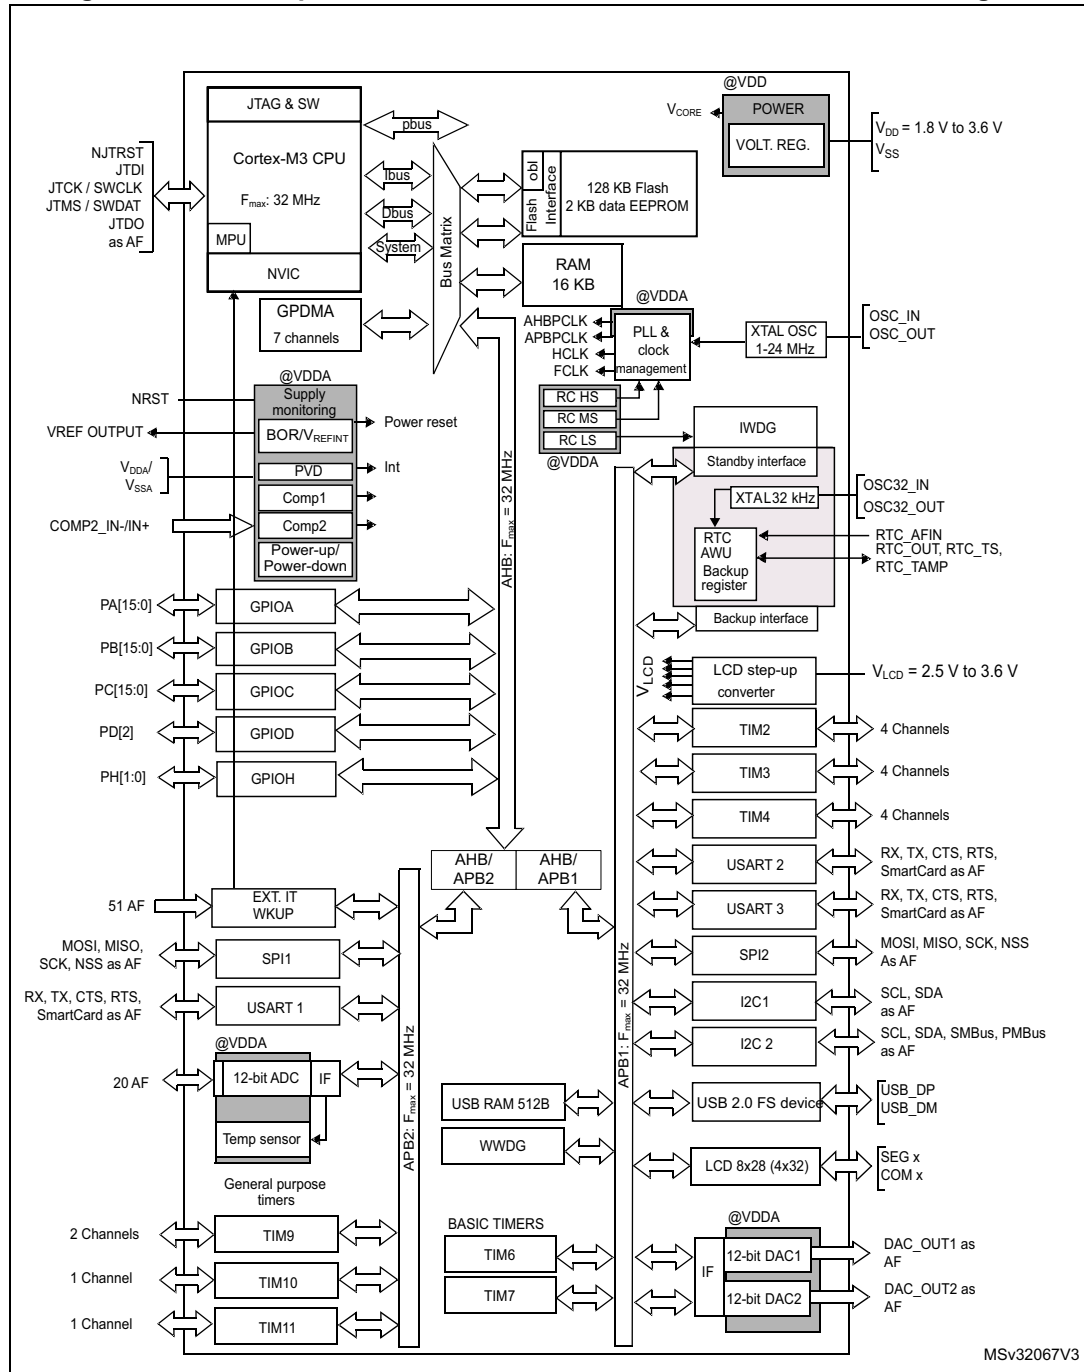 @VDD
JTAG & SW
POWER
VCORE
pbus
VOLT. REG.
VDD = 1.8 V to 3.6 V
VSS
NJTRST
JTDI
JTCK / SWCLK
JTMS / SWDAT
JTDO
as AF
Cortex-M3 CPU
Fmax: 32 MHz
MPU
NVIC
Ibus
Dbus
System
Bus Matrix
Flash obl
Interface
128 KB Flash
2 KB data EEPROM
RAM
16 KB
GPDMA
7 channels
@VDDA
AHBPCLK
APBPCLK
HCLK
FCLK
PLL &
clock
management
XTAL OSC
1-24 MHz
OSC_IN
OSC_OUT
RC HS
RC MS
RC LS
@VDDA
@VDDA
Supply
monitoring
NRST
VREF OUTPUT
BOR/VREFINT
Power reset
VDDA/
VSSA
PVD
Int
Comp1
COMP2_IN-/IN+
Comp2
Power-up/
Power-down
AHB: Fmax = 32 MHz
IWDG
Standby interface
XTAL32 kHz
OSC32_IN
OSC32_OUT
RTC
AWU
Backup
register
RTC_AFIN
RTC_OUT, RTC_TS,
RTC_TAMP
Backup interface
PA[15:0]
GPIOA
PB[15:0]
GPIOB
PC[15:0]
GPIOC
PD[2]
GPIOD
PH[1:0]
GPIOH
VLCD
LCD step-up
converter
VLCD = 2.5 V to 3.6 V
TIM2
4 Channels
TIM3
4 Channels
TIM4
4 Channels
AHB/
APB2
AHB/
APB1
USART 2
RX, TX, CTS, RTS,
SmartCard as AF
51 AF
EXT. IT
WKUP
USART 3
RX, TX, CTS, RTS,
SmartCard as AF
MOSI, MISO,
SCK, NSS as AF
SPI1
SPI2
MOSI, MISO, SCK, NSS
As AF
RX, TX, CTS, RTS,
SmartCard as AF
USART 1
I2C1
SCL, SDA
as AF
I2C 2
SCL, SDA, SMBus, PMBus
as AF
APB2: Fmax = 32 MHz
APB1: Fmax = 32 MHz
@VDDA
20 AF
12-bit ADC
IF
Temp sensor
USB RAM 512B
USB 2.0 FS device
USB_DP
USB_DM
WWDG
LCD 8x28 (4x32)
SEG x
COM x
General purpose
timers
2 Channels
TIM9
1 Channel
TIM10
1 Channel
TIM11
BASIC TIMERS
TIM6
TIM7
@VDDA
IF
12-bit DAC1
DAC_OUT1 as
AF
12-bit DAC2
DAC_OUT2 as
AF
MSv32067V3